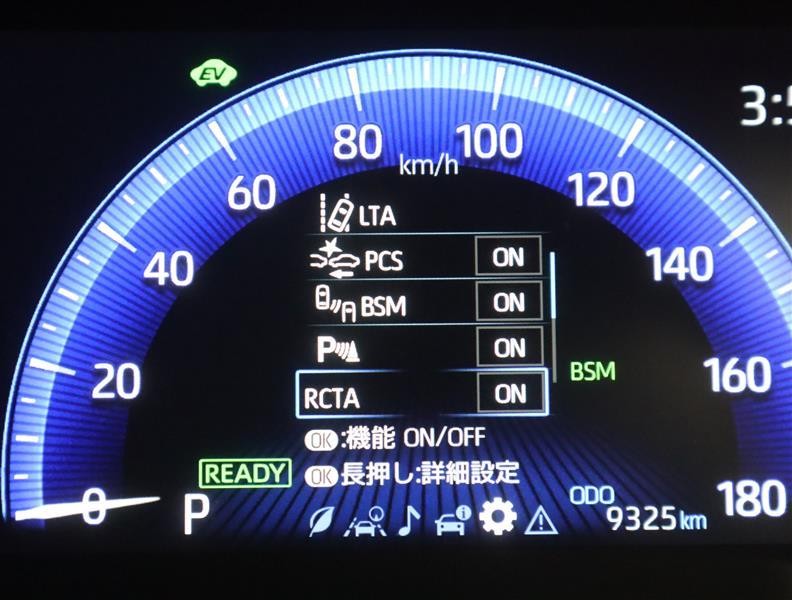 EV
3:5
0
20
40
60
80
100
120
140
160
180
km/h
LTA
PCS ON
BSM ON
P ON
RCTA ON
BSM
OK:機能 ON/OFF
OK長押し:詳細設定
READY
P
ODO
9325km